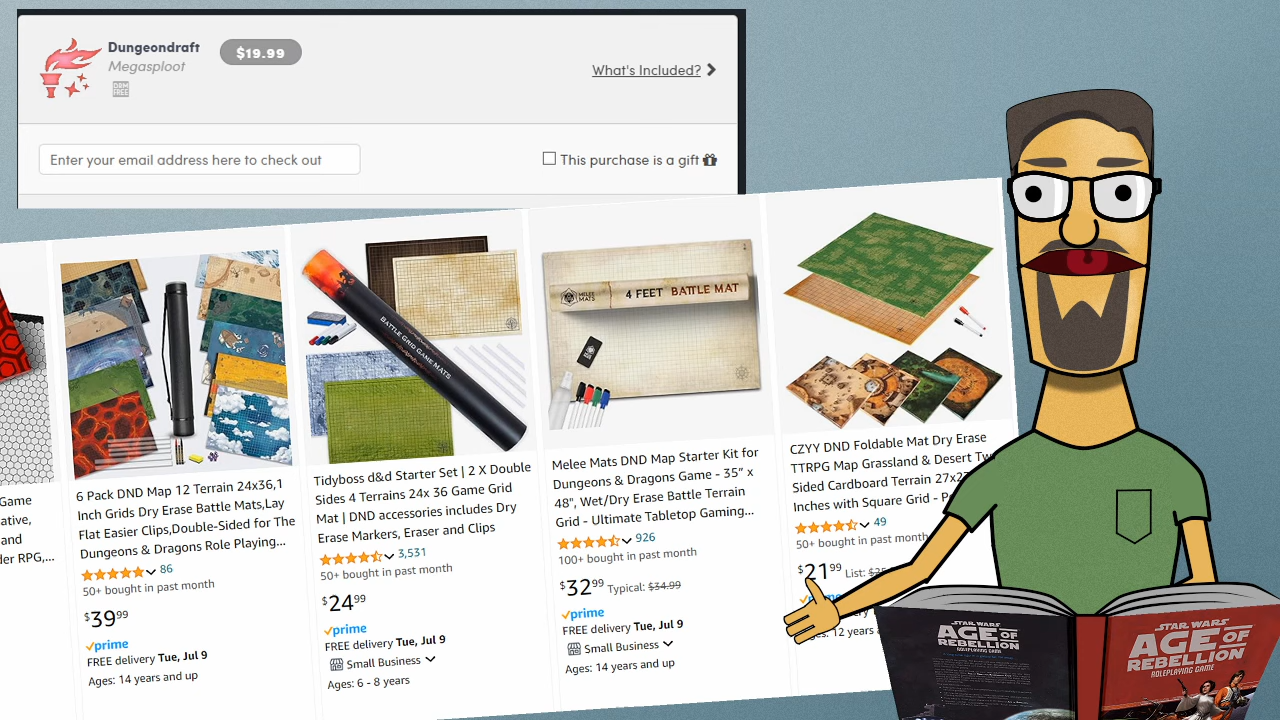 Dungeondraft
$19.99
Megasploot
DRM
FREE
What's Included?
Enter your email address here to check out
This purchase is a gift
Game
ative,
and
der RPG,...
6 Pack DND Map 12 Terrain 24x36,1
Inch Grids Dry Erase Battle Mats,Lay
Flat Easier Clips,Double-Sided for The
Dungeons & Dragons Role Playing...
86
50+ bought in past month
$39.99
prime
FREE delivery Tue, Jul 9
Ages: 14 years and up
BATTLE GRID GAME MATS
Tidyboss d&d Starter Set | 2 X Double
Sides 4 Terrains 24x 36 Game Grid
Mat | DND accessories includes Dry
Erase Markers, Eraser and Clips
3,531
50+ bought in past month
$24.99
prime
FREE delivery Tue, Jul 9
Small Business
ges: 6 - 8 years
MELEE MATS
4 FEET BATTLE MAT
Melee Mats DND Map Starter Kit for
Dungeons & Dragons Game - 35” x
48", Wet/Dry Erase Battle Terrain
Grid - Ultimate Tabletop Gaming...
926
100+ bought in past month
$32.99 Typical: $34.99
prime
FREE delivery Tue, Jul 9
Small Business
Ages: 14 years and up
CZYY DND Foldable Mat Dry Erase
TTRPG Map Grassland & Desert Tw
Sided Cardboard Terrain 27x27
Inches with Square Grid - P
49
50+ bought in past month
$21.99 List:
12 years a
STAR WARS
AGE OF
REBELLION
ROLEPLAYING GAME
STAR WARS
AGE OF
REBELLION
ROLEPLAYING GAME